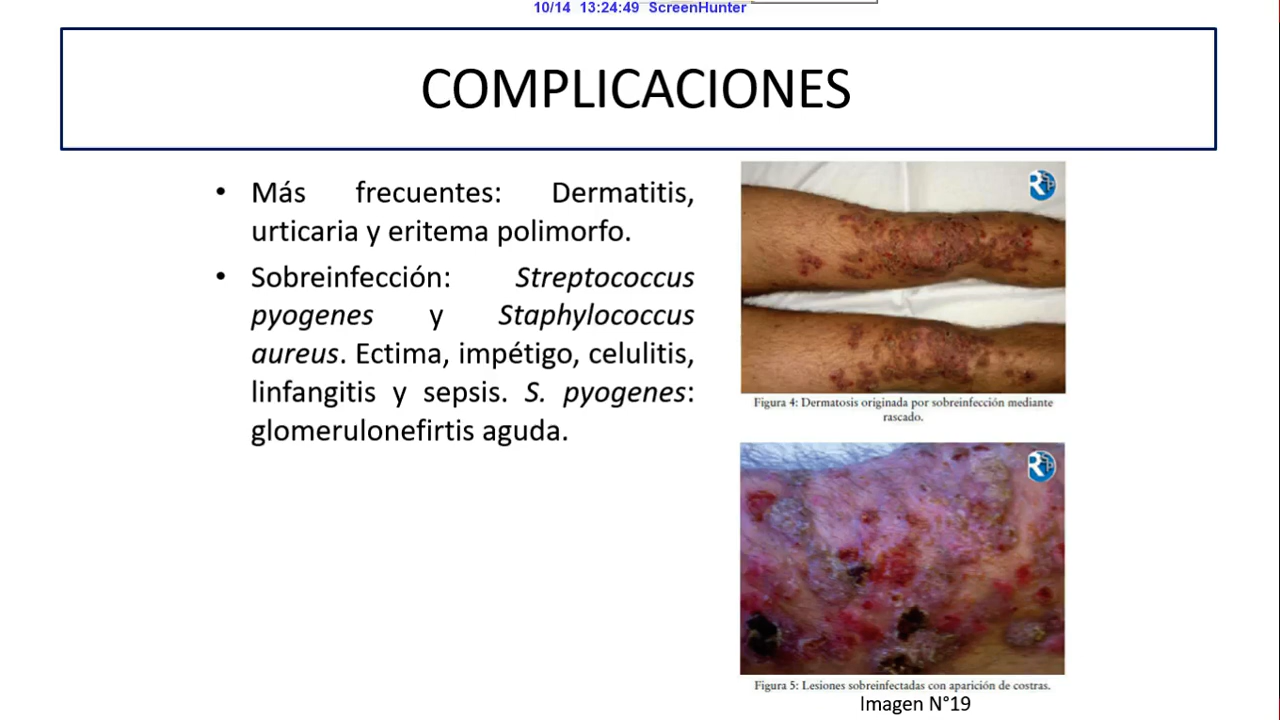 10/14 13:24:49 ScreenHunter
COMPLICACIONES
• Más frecuentes: Dermatitis,
urticaria y eritema polimorfo.
• Sobreinfección: Streptococcus
pyogenes y Staphylococcus
aureus. Ectima, impétigo, celulitis,
linfangitis y sepsis. S. pyogenes:
glomerulonefirtis aguda.
Figura 4: Dermatosis originada por sobreinfección mediante
rascado.
Figura 5: Lesiones sobreinfectadas con aparición de costras.
Imagen N°19